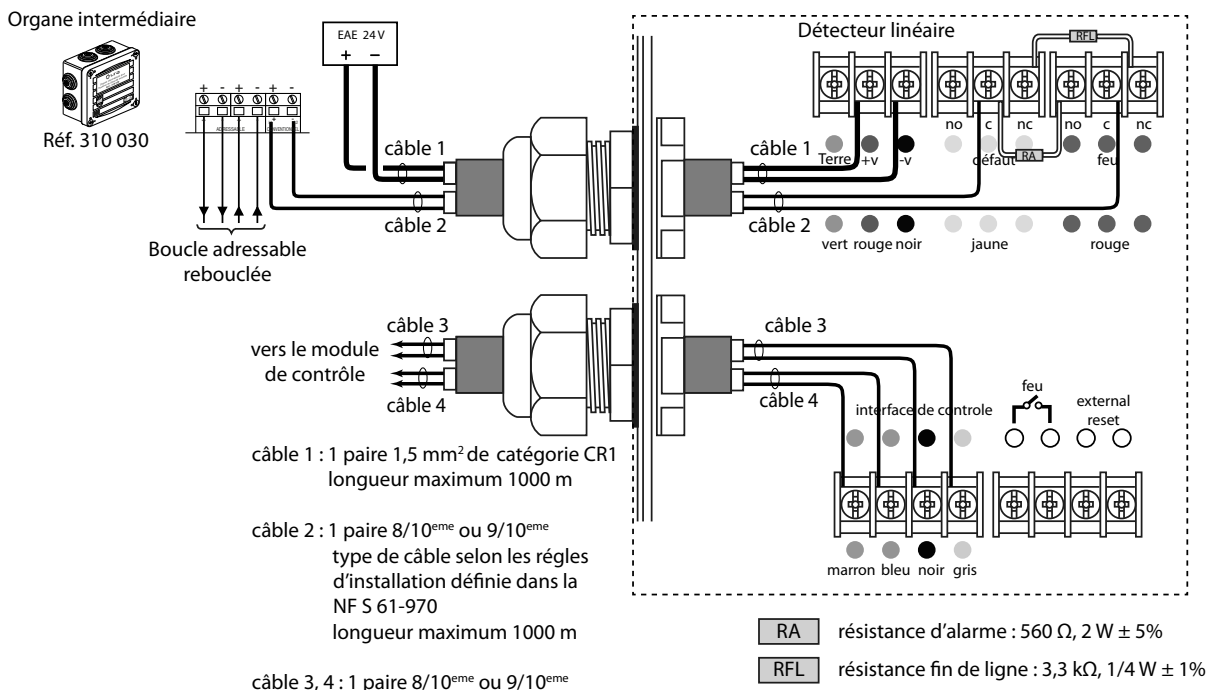 Organe intermédiaire
EAE 24 V
+ −
Détecteur linéaire
RFL
+ - + - + -
Réf. 310 030
ADRESSABLE
CONVENTIONNEL
câble 1
câble 1
no c nc no c nc
Terre +v -v défaut RA feu
câble 2
câble 2
vert rouge noir jaune rouge
Boucle adressable
rebouclée
câble 3
câble 3
vers le module
de contrôle
câble 4
câble 4
interface de controle
feu
external
reset
marron bleu noir gris
câble 1 : 1 paire 1,5 mm² de catégorie CR1
longueur maximum 1000 m
câble 2 : 1 paire 8/10eme ou 9/10eme
type de câble selon les régles
d'installation définie dans la
NF S 61-970
longueur maximum 1000 m
RA résistance d'alarme : 560 Ω, 2 W ± 5%
RFL résistance fin de ligne : 3,3 kΩ, 1/4 W ± 1%
câble 3, 4 : 1 paire 8/10eme ou 9/10eme